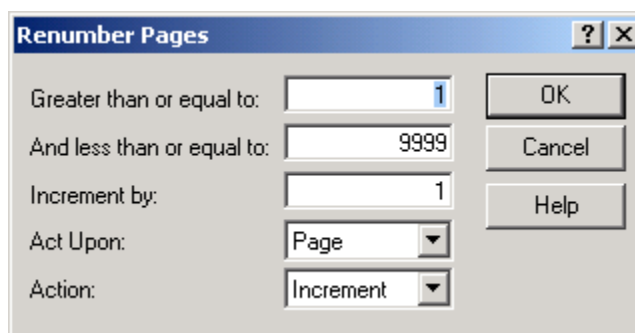 Renumber Pages
Greater than or equal to: 1 OK
And less than or equal to: 9999 Cancel
Increment by: 1 Help
Act Upon: Page
Action: Increment